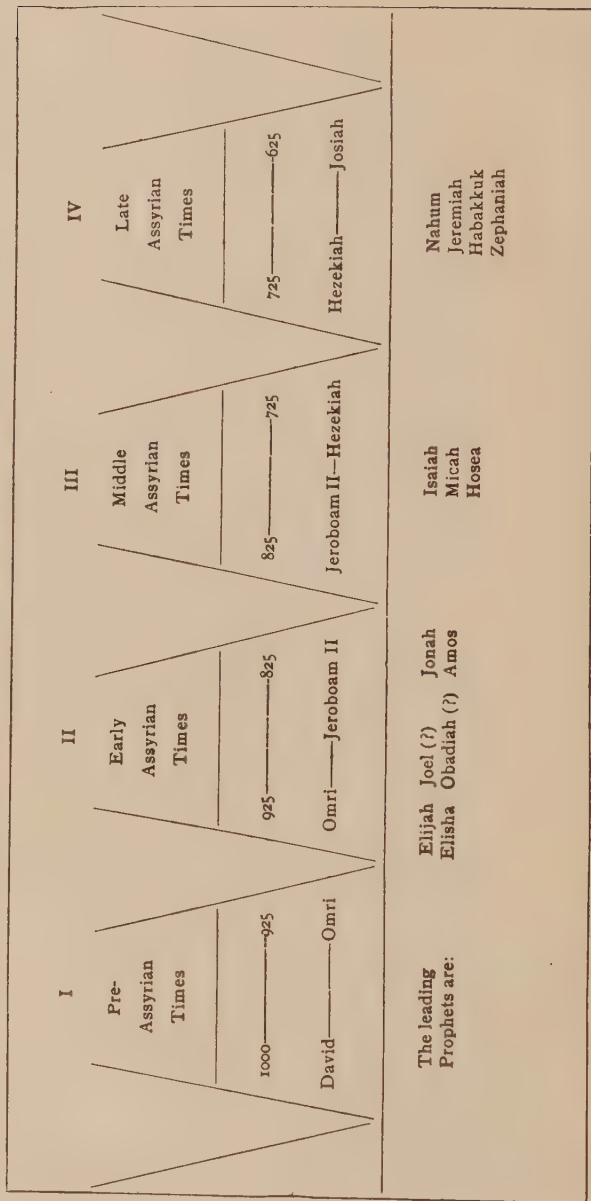 I
Pre-
Assyrian
Times
1000————925
David————Omri
II
Early
Assyrian
Times
925————825
Omri——Jeroboam II
III
Middle
Assyrian
Times
825————725
Jeroboam II—Hezekiah
IV
Late
Assyrian
Times
725————625
Hezekiah——Josiah
The leading
Prophets are:
Elijah Joel (?) Jonah
Elisha Obadiah (?) Amos
Isaiah
Micah
Hosea
Nahum
Jeremiah
Habakkuk
Zephaniah